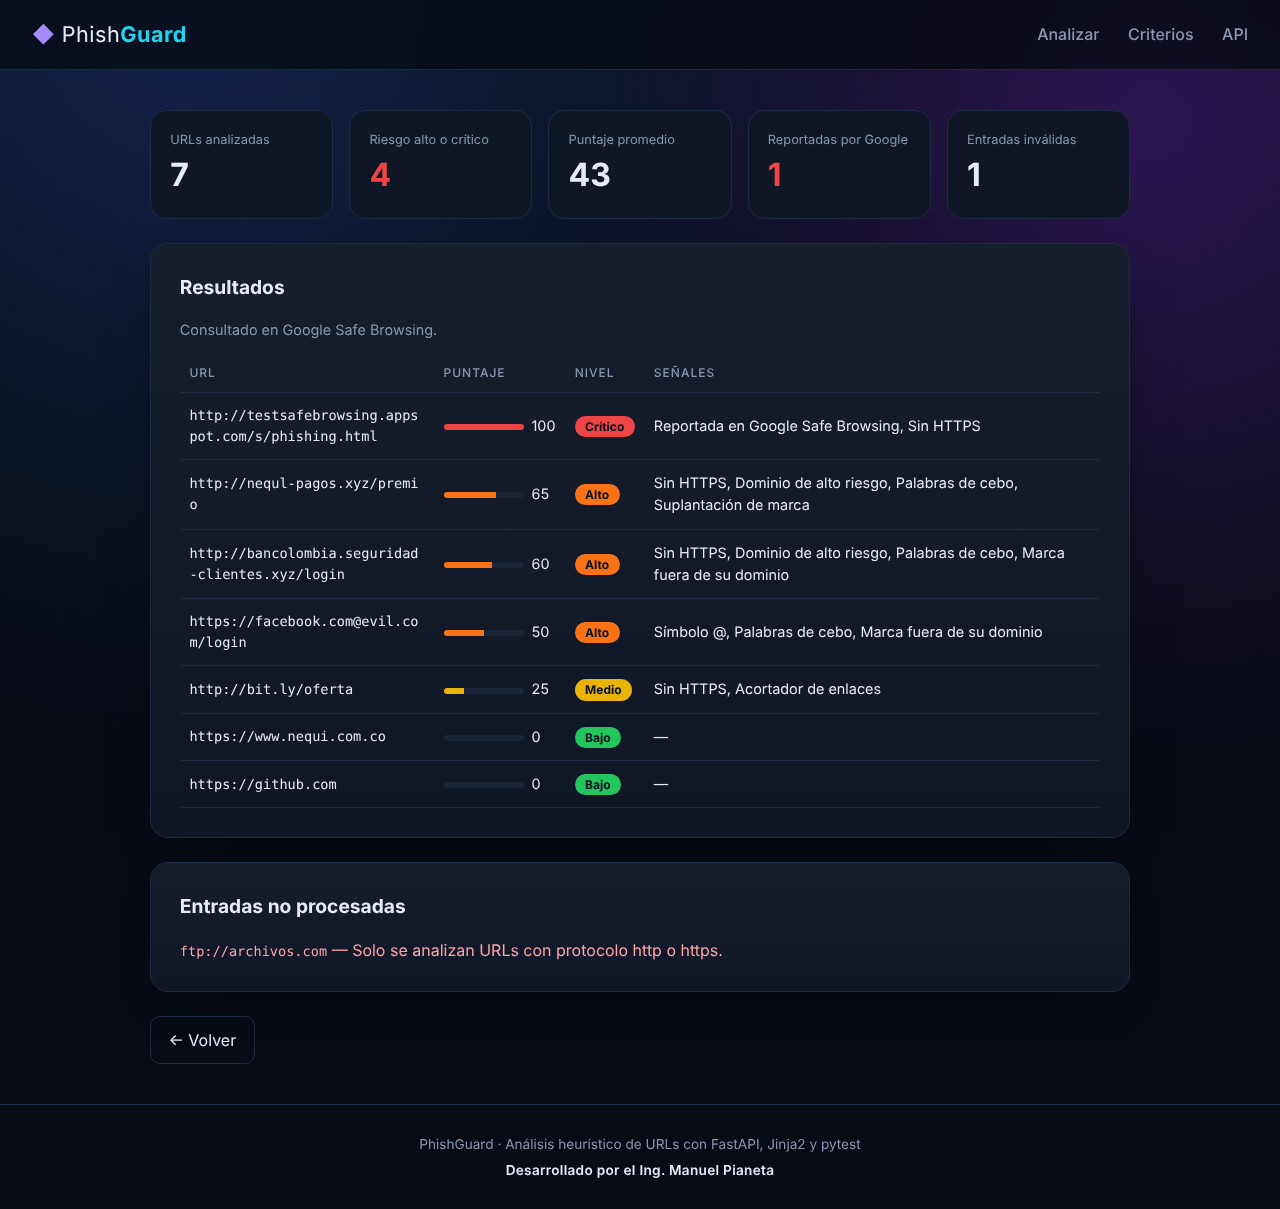 PhishGuard
Analizar Criterios API
URLs analizadas
7
Riesgo alto o crítico
4
Puntaje promedio
43
Reportadas por Google
1
Entradas inválidas
1
Resultados
Consultado en Google Safe Browsing.
URL PUNTAJE NIVEL SEÑALES
http://testsafebrowsing.apps
pot.com/s/phishing.html
100 Crítico Reportada en Google Safe Browsing, Sin HTTPS
http://nequl-pagos.xyz/premi
o
65 Alto Sin HTTPS, Dominio de alto riesgo, Palabras de cebo,
Suplantación de marca
http://bancolombia.seguridad
-clientes.xyz/login
60 Alto Sin HTTPS, Dominio de alto riesgo, Palabras de cebo, Marca
fuera de su dominio
https://facebook.com@evil.co
m/login
50 Alto Símbolo @, Palabras de cebo, Marca fuera de su dominio
http://bit.ly/oferta 25 Medio Sin HTTPS, Acortador de enlaces
https://www.nequi.com.co 0 Bajo —
https://github.com 0 Bajo —
Entradas no procesadas
ftp://archivos.com — Solo se analizan URLs con protocolo http o https.
← Volver
PhishGuard · Análisis heurístico de URLs con FastAPI, Jinja2 y pytest
Desarrollado por el Ing. Manuel Pianeta